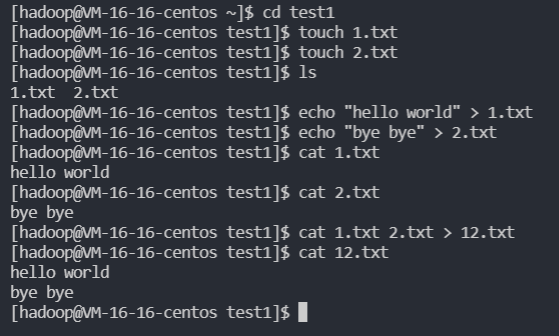 [hadoop@VM-16-16-centos ~]$ cd test1
[hadoop@VM-16-16-centos test1]$ touch 1.txt
[hadoop@VM-16-16-centos test1]$ touch 2.txt
[hadoop@VM-16-16-centos test1]$ ls
1.txt  2.txt
[hadoop@VM-16-16-centos test1]$ echo "hello world" > 1.txt
[hadoop@VM-16-16-centos test1]$ echo "bye bye" > 2.txt
[hadoop@VM-16-16-centos test1]$ cat 1.txt
hello world
[hadoop@VM-16-16-centos test1]$ cat 2.txt
bye bye
[hadoop@VM-16-16-centos test1]$ cat 1.txt 2.txt > 12.txt
[hadoop@VM-16-16-centos test1]$ cat 12.txt
hello world
bye bye
[hadoop@VM-16-16-centos test1]$